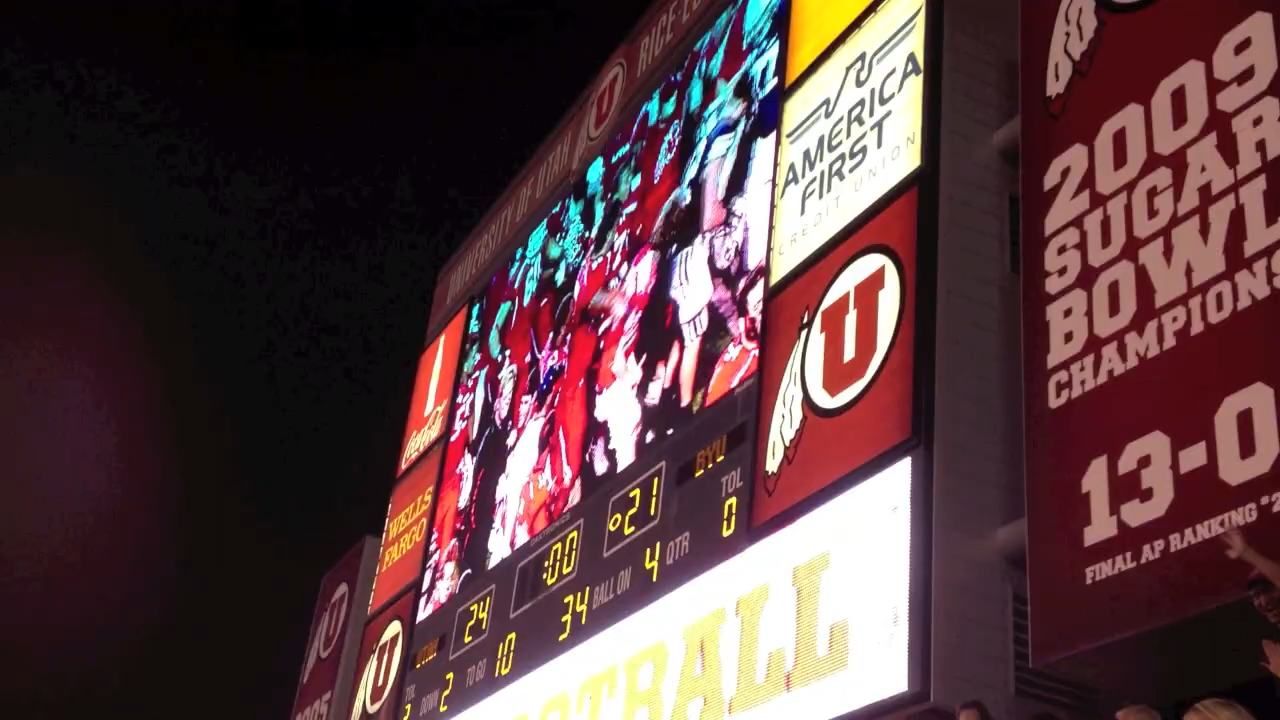 UNIVERSITY OF UTAH U RICE-E
AMERICA
FIRST
CREDIT UNION
U
Coca-Cola
WELLS
FARGO
U
UTAH
24
:00
21
BYU
TOL
0
DOWN 2
TO GO 10
34 BALL ON
4 QTR
TOL
FOOTBALL
U
2009
SUGAR
BOWL
CHAMPIONS
13-0
FINAL AP RANKING